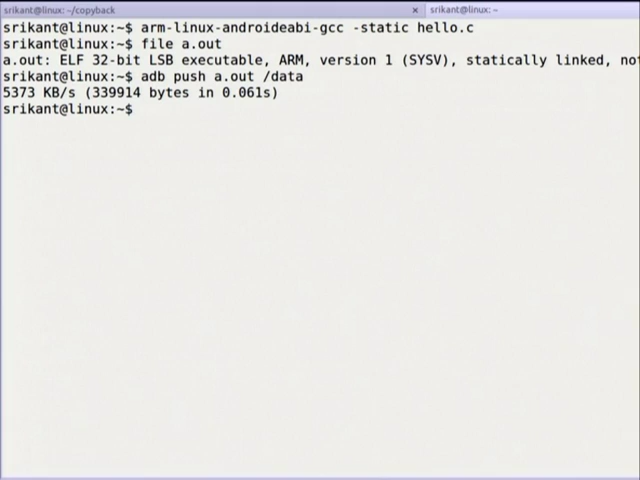 srikant@linux: ~/copyback × srikant@linux: ~
srikant@linux:~$ arm-linux-androideabi-gcc -static hello.c
srikant@linux:~$ file a.out
a.out: ELF 32-bit LSB executable, ARM, version 1 (SYSV), statically linked, not
srikant@linux:~$ adb push a.out /data
5373 KB/s (339914 bytes in 0.061s)
srikant@linux:~$